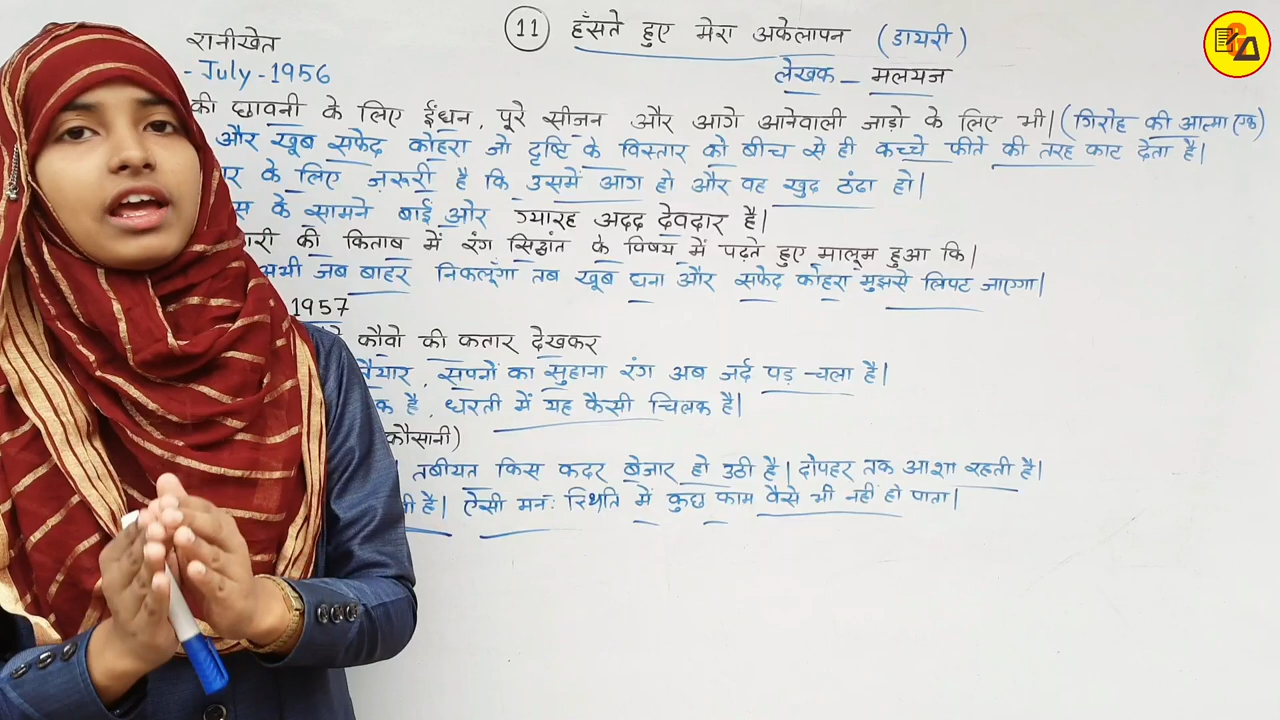 11 हँसते हुए मेरा अकेलापन (डायरी)
रानीखेत
लेखक - मलयज
- July - 1956
की छावनी के लिए ईंधन, पूरे सीजन और आगे आनेवाली जाड़ो के लिए भी। (गिरोह की आत्मा एक)
और खूब सफेद कोहरा जो दृष्टि के विस्तार को बीच से ही कच्चे फीते की तरह काट देता है।
र के लिए ज़रूरी है कि उसमें आग हो और वह खुद ठंढा हो।
स के सामने बाईं ओर ग्यारह अदद देवदार है।
ारी की किताब में रंग सिद्धांत के विषय में पढ़ते हुए मालूम हुआ कि।
अभी जब बाहर निकलूंगा तब खूब घना और सफेद कोहरा मुझसे लिपट जाएगा।
1957
कौवो की कतार देखकर
तैयार, सपनों का सुहाना रंग अब जर्द पड़ चला है।
क है, धरती में यह कैसी चिलक है।
कौसानी)
तबीयत किस कदर बेजार हो उठी है। दोपहर तक आशा रहती है।
ी है। ऐसी मनः स्थिति में कुछ काम वैसे भी नहीं हो पाता।